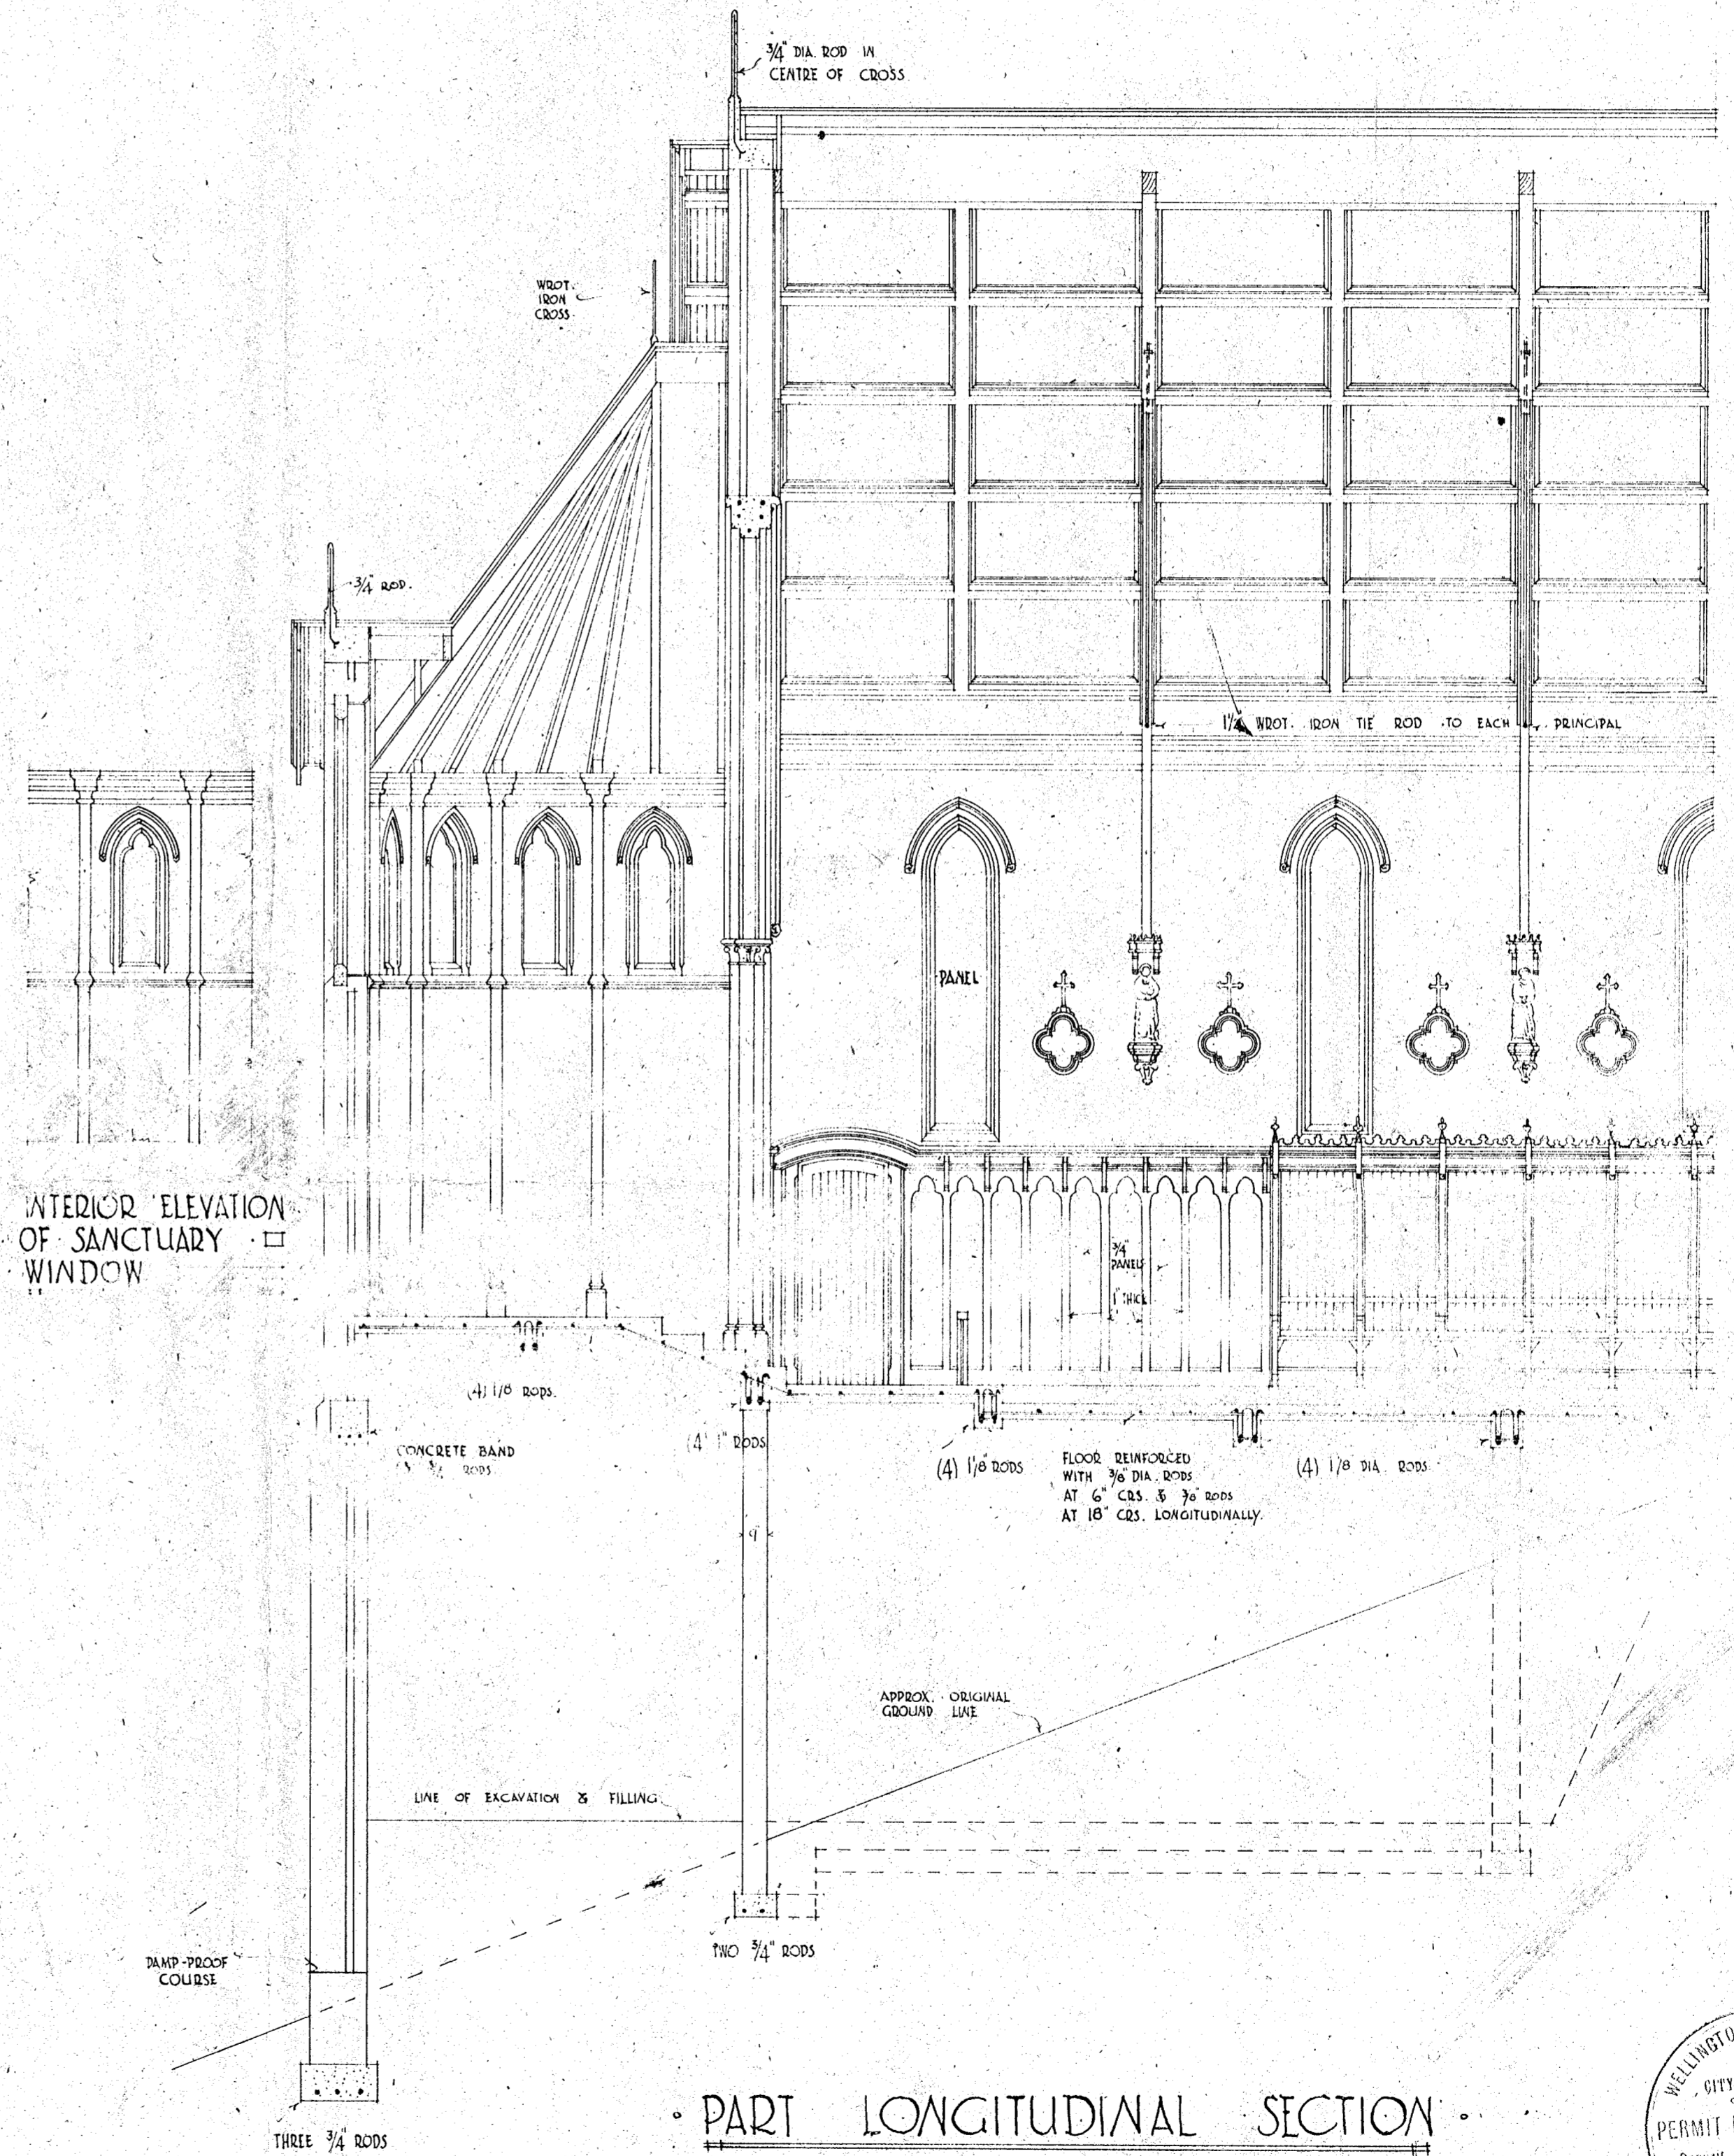 3/4" DIA. ROD IN
CENTRE OF CROSS
WROT.
IRON
CROSS.
3/4" ROD.
1 1/4" WROT. IRON TIE ROD TO EACH PRINCIPAL
PANEL
INTERIOR ELEVATION
OF SANCTUARY
WINDOW
3/4"
PANELS
1" THICK
(4) 1 1/8 RODS.
CONCRETE BAND
RODS
(4) 1" RODS
(4) 1 1/8" RODS
FLOOR REINFORCED
WITH 3/8" DIA. RODS
AT 6" CRS. & 3/8" RODS
AT 18" CRS. LONGITUDINALLY.
(4) 1 1/8 DIA. RODS
9"
APPROX. ORIGINAL
GROUND LINE
LINE OF EXCAVATION & FILLING.
TWO 3/4" RODS
DAMP-PROOF
COURSE
THREE 3/4" RODS
PART LONGITUDINAL SECTION
WELLINGTO
CITY
PERMIT